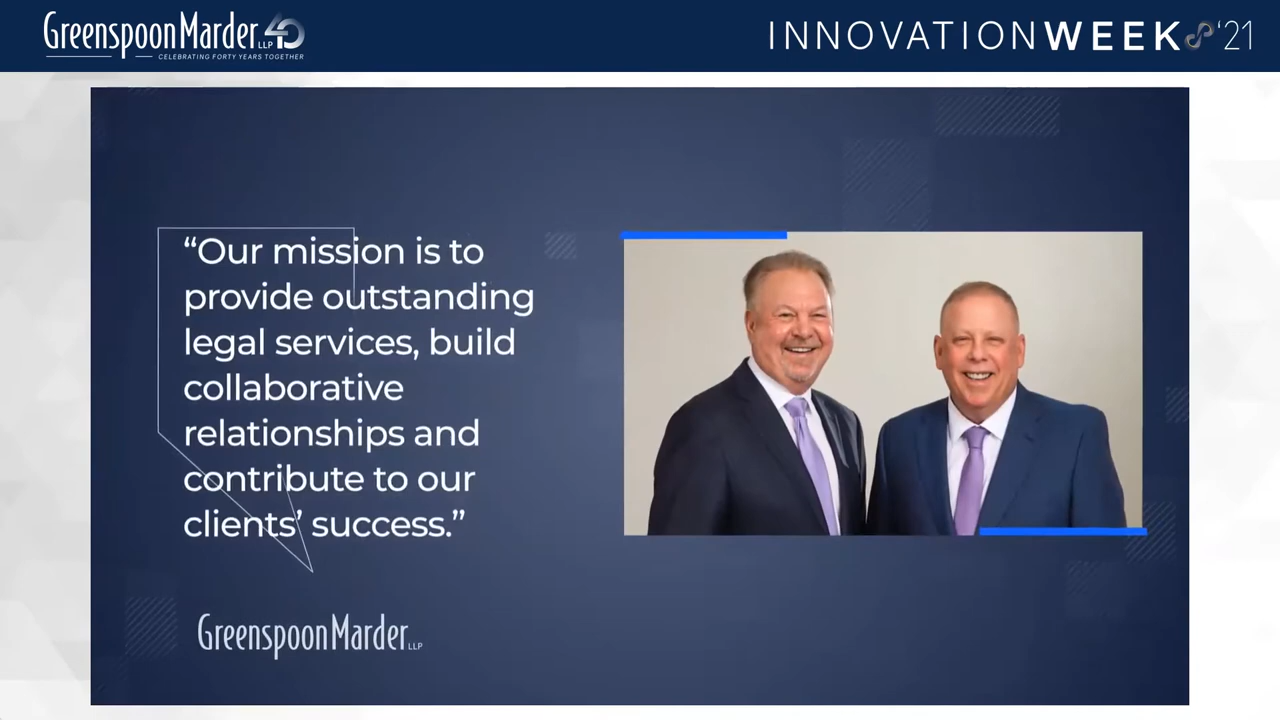 GreenspoonMarder LLP 40
CELEBRATING FORTY YEARS TOGETHER
INNOVATIONWEEK '21
“Our mission is to
provide outstanding
legal services, build
collaborative
relationships and
contribute to our
clients’ success.”
GreenspoonMarder LLP